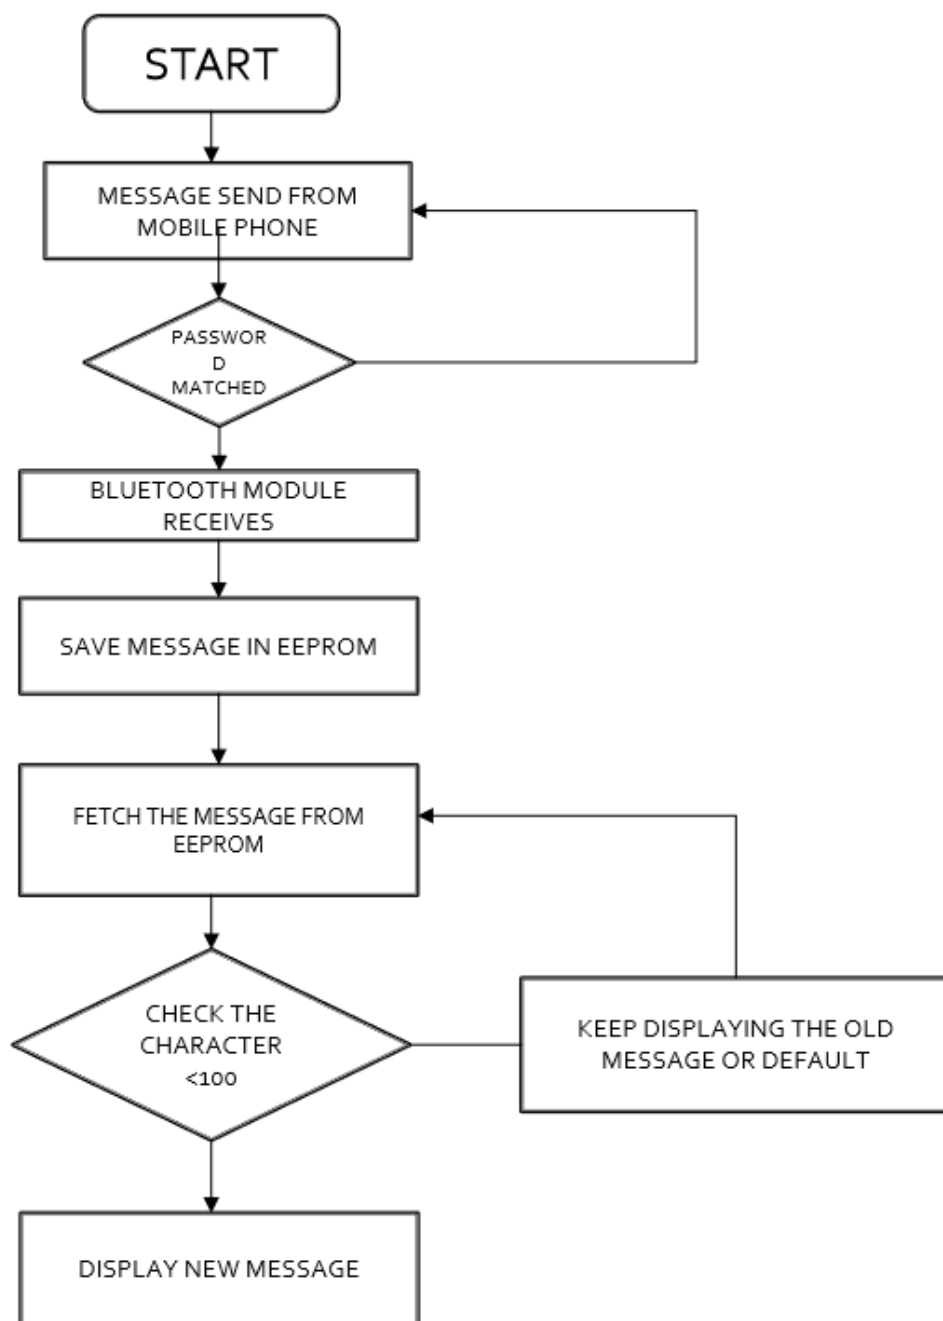 START
MESSAGE SEND FROM
MOBILE PHONE
PASSWOR
D
MATCHED
BLUETOOTH MODULE
RECEIVES
SAVE MESSAGE IN EEPROM
FETCH THE MESSAGE FROM
EEPROM
CHECK THE
CHARACTER
<100
KEEP DISPLAYING THE OLD
MESSAGE OR DEFAULT
DISPLAY NEW MESSAGE